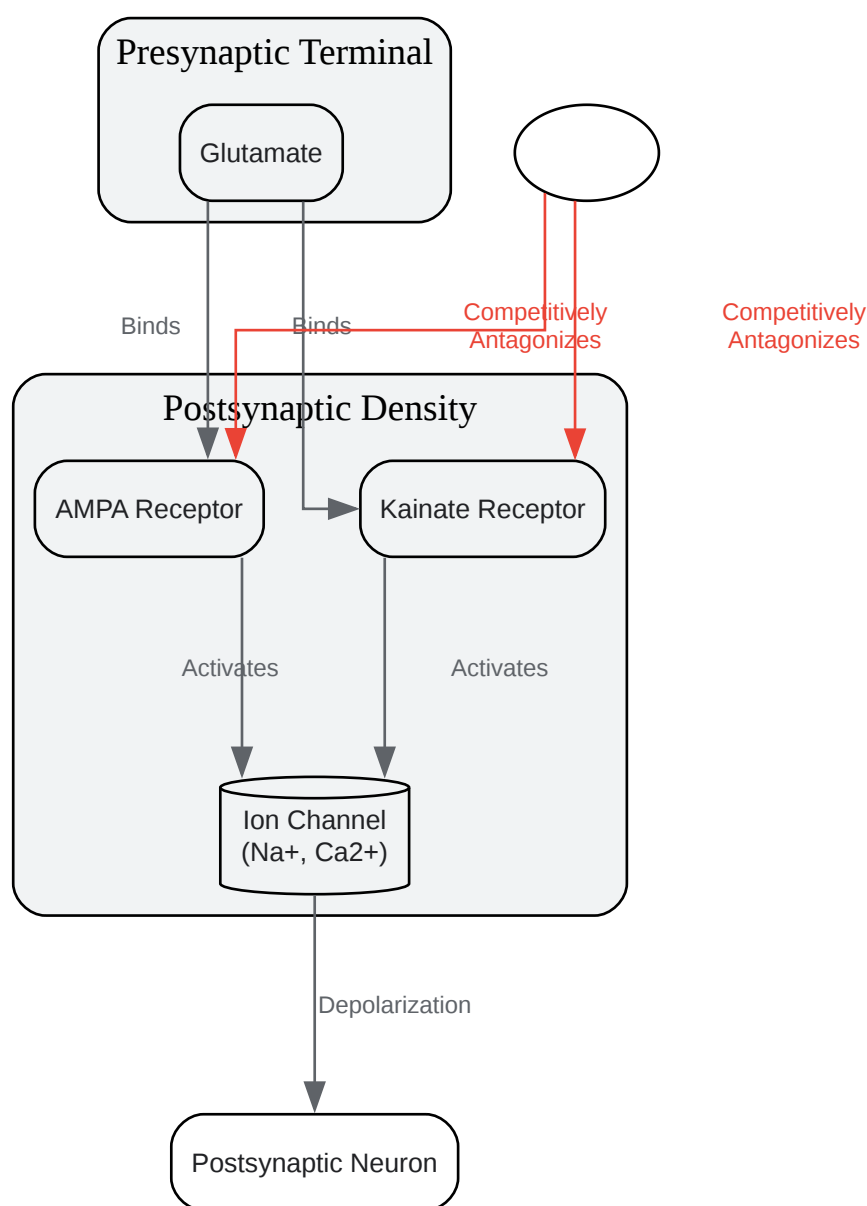 Presynaptic Terminal
Glutamate
Binds
Binds
Competitively
Antagonizes
Competitively
Antagonizes
Postsynaptic Density
AMPA Receptor
Kainate Receptor
Activates
Activates
Ion Channel
(Na+, Ca2+)
Depolarization
Postsynaptic Neuron